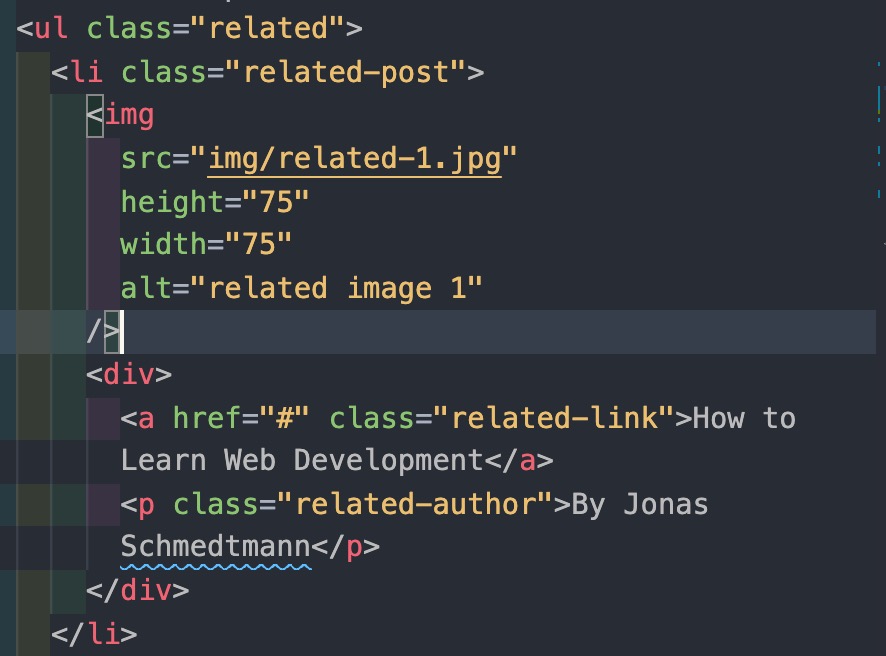 <ul class="related">
<li class="related-post">
<img
src="img/related-1.jpg"
height="75"
width="75"
alt="related image 1"
/>
<div>
<a href="#" class="related-link">How to
Learn Web Development</a>
<p class="related-author">By Jonas
Schmedtmann</p>
</div>
</li>